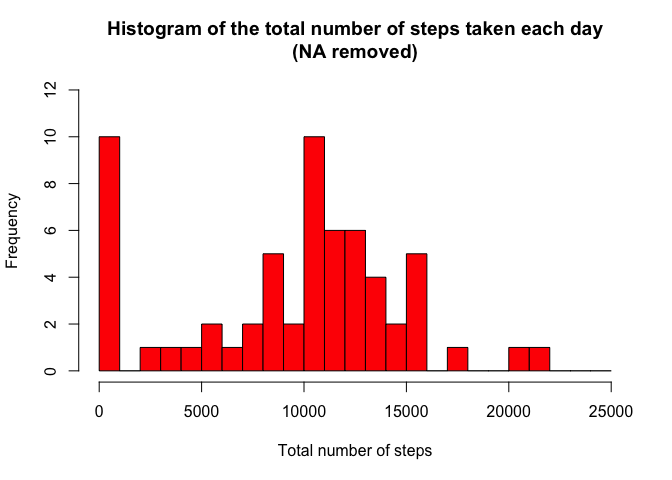 Histogram of the total number of steps taken each day
(NA removed)
12
10
8
6
4
2
0
Frequency
0 5000 10000 15000 20000 25000
Total number of steps